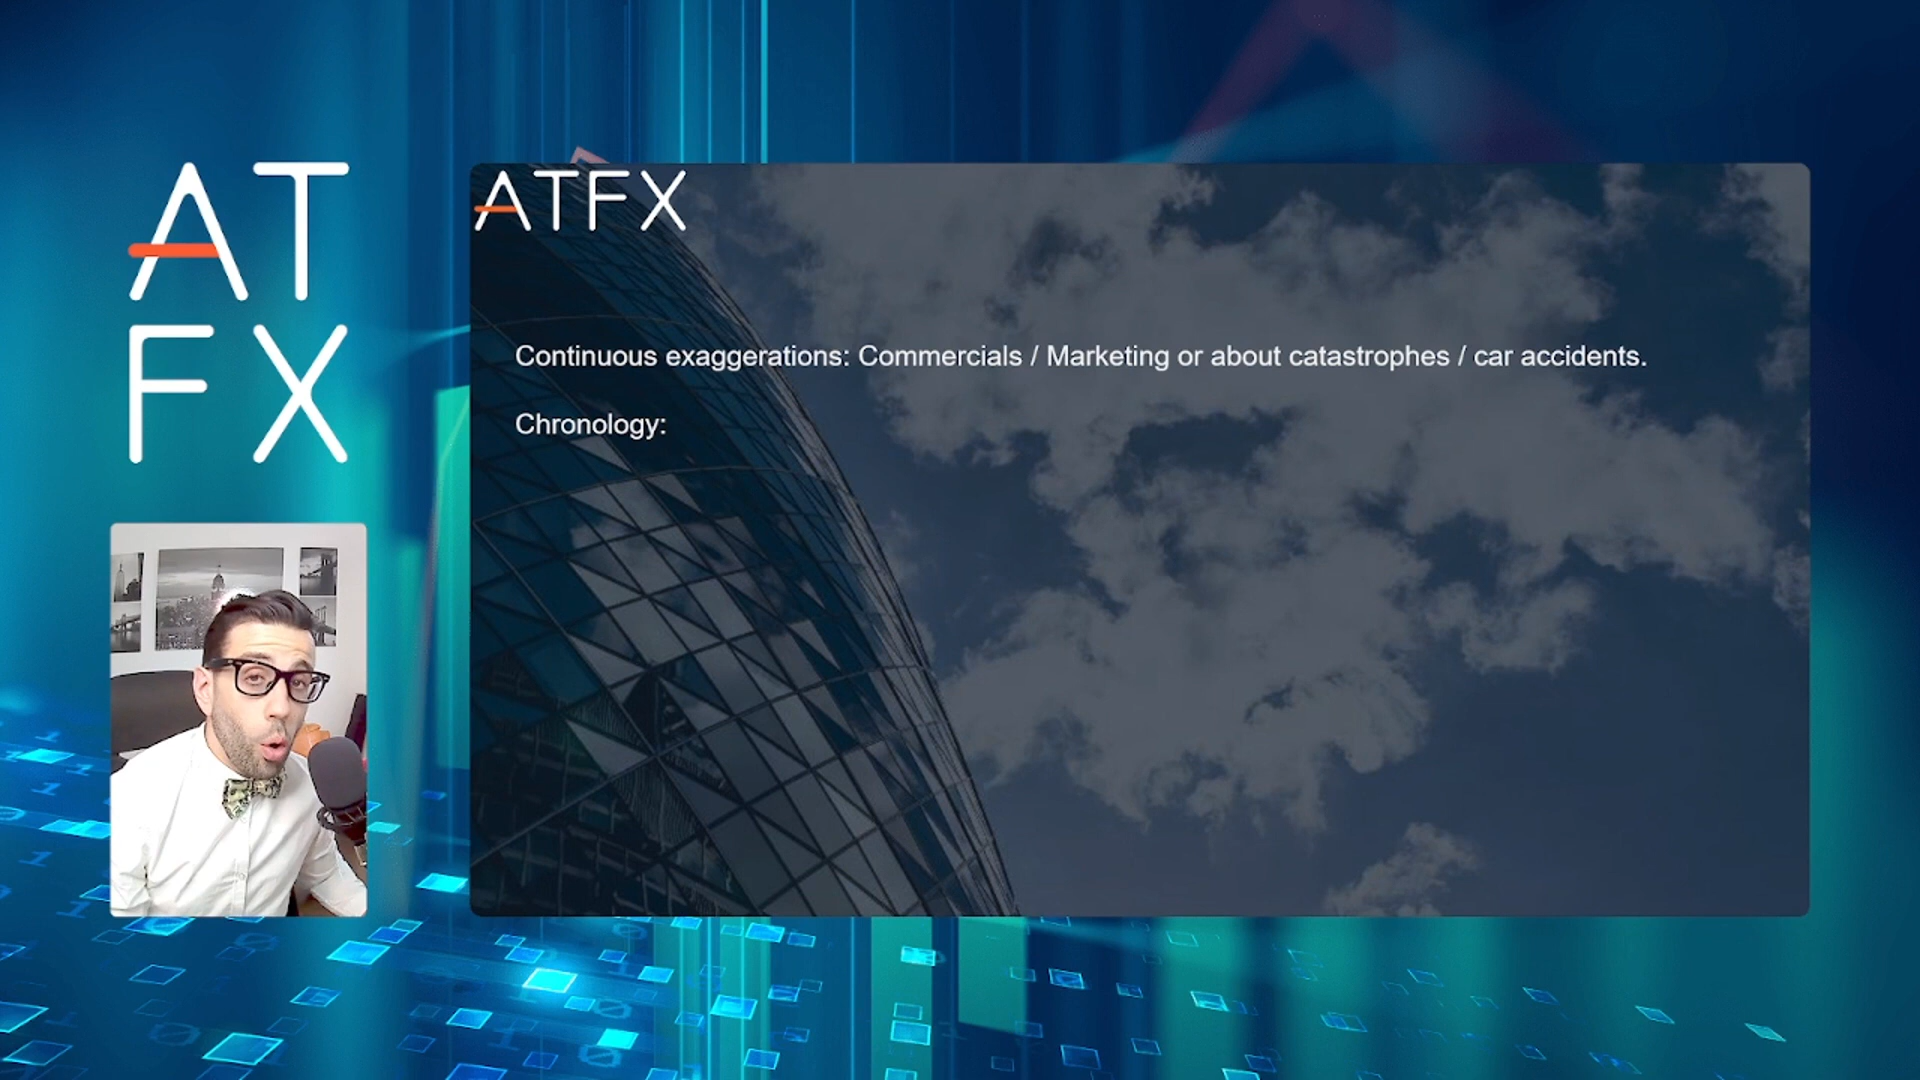 AT
FX
ATFX
Continuous exaggerations: Commercials / Marketing or about catastrophes / car accidents.
Chronology: